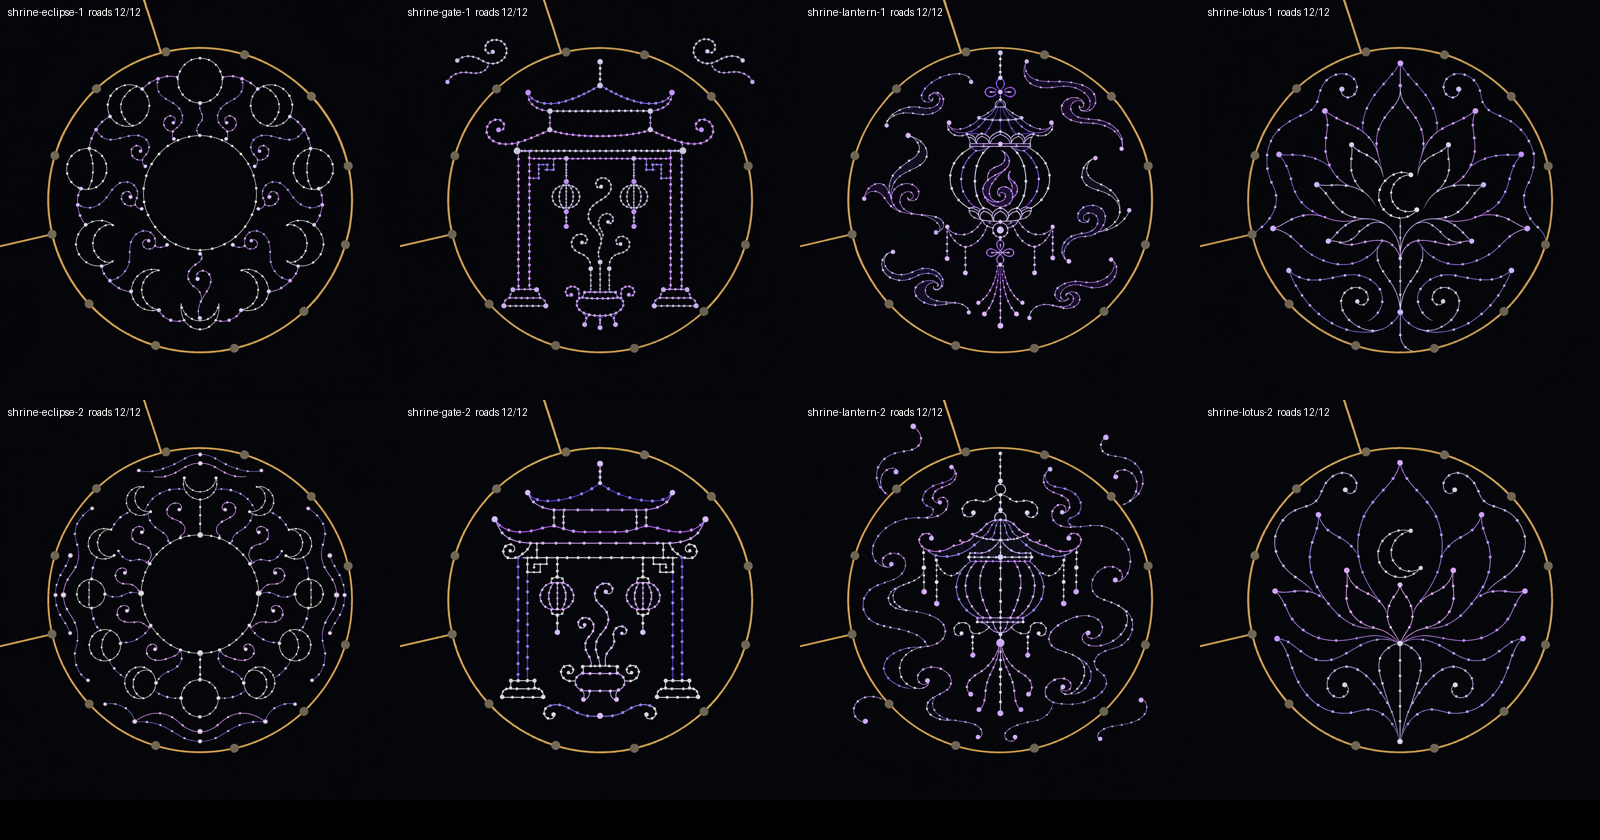 shrine-eclipse-1 roads 12/12
shrine-gate-1 roads 12/12
shrine-lantern-1 roads 12/12
shrine-lotus-1 roads 12/12
shrine-eclipse-2 roads 12/12
shrine-gate-2 roads 12/12
shrine-lantern-2 roads 12/12
shrine-lotus-2 roads 12/12